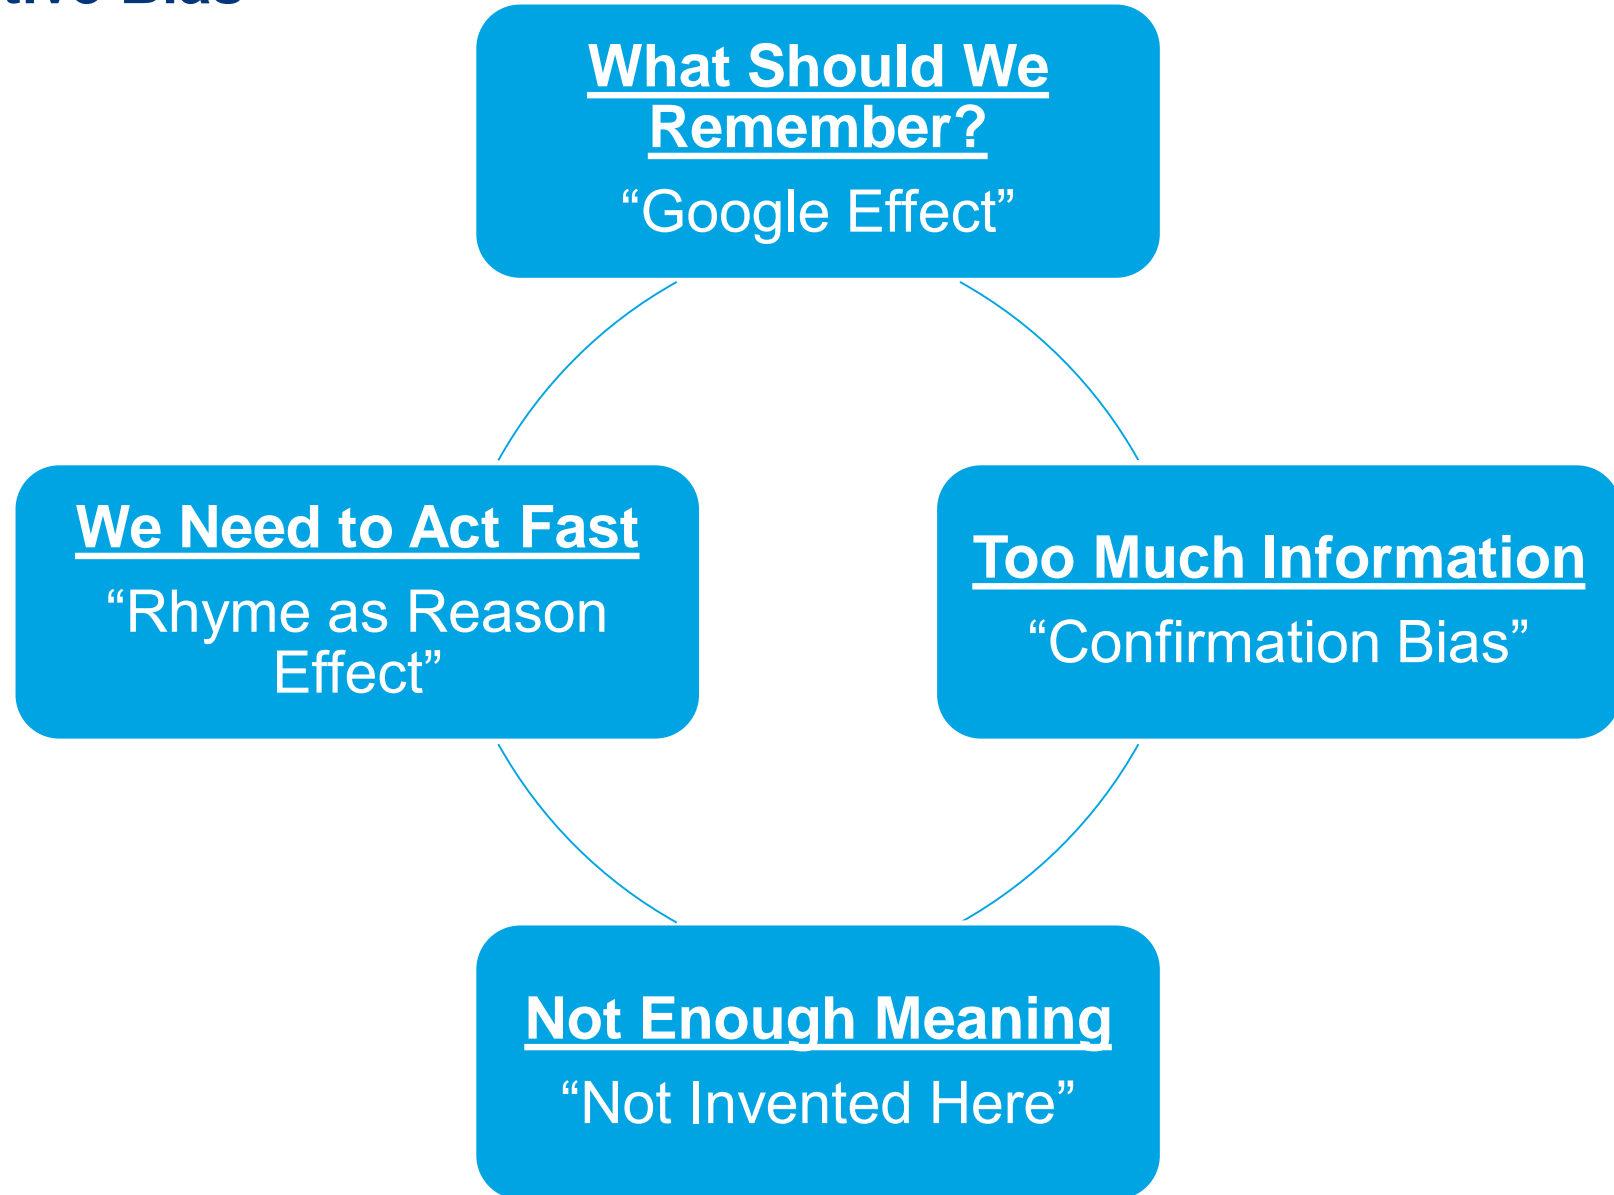 Bias
What Should We
Remember?
“Google Effect”
We Need to Act Fast
“Rhyme as Reason
Effect”
Too Much Information
“Confirmation Bias”
Not Enough Meaning
“Not Invented Here”